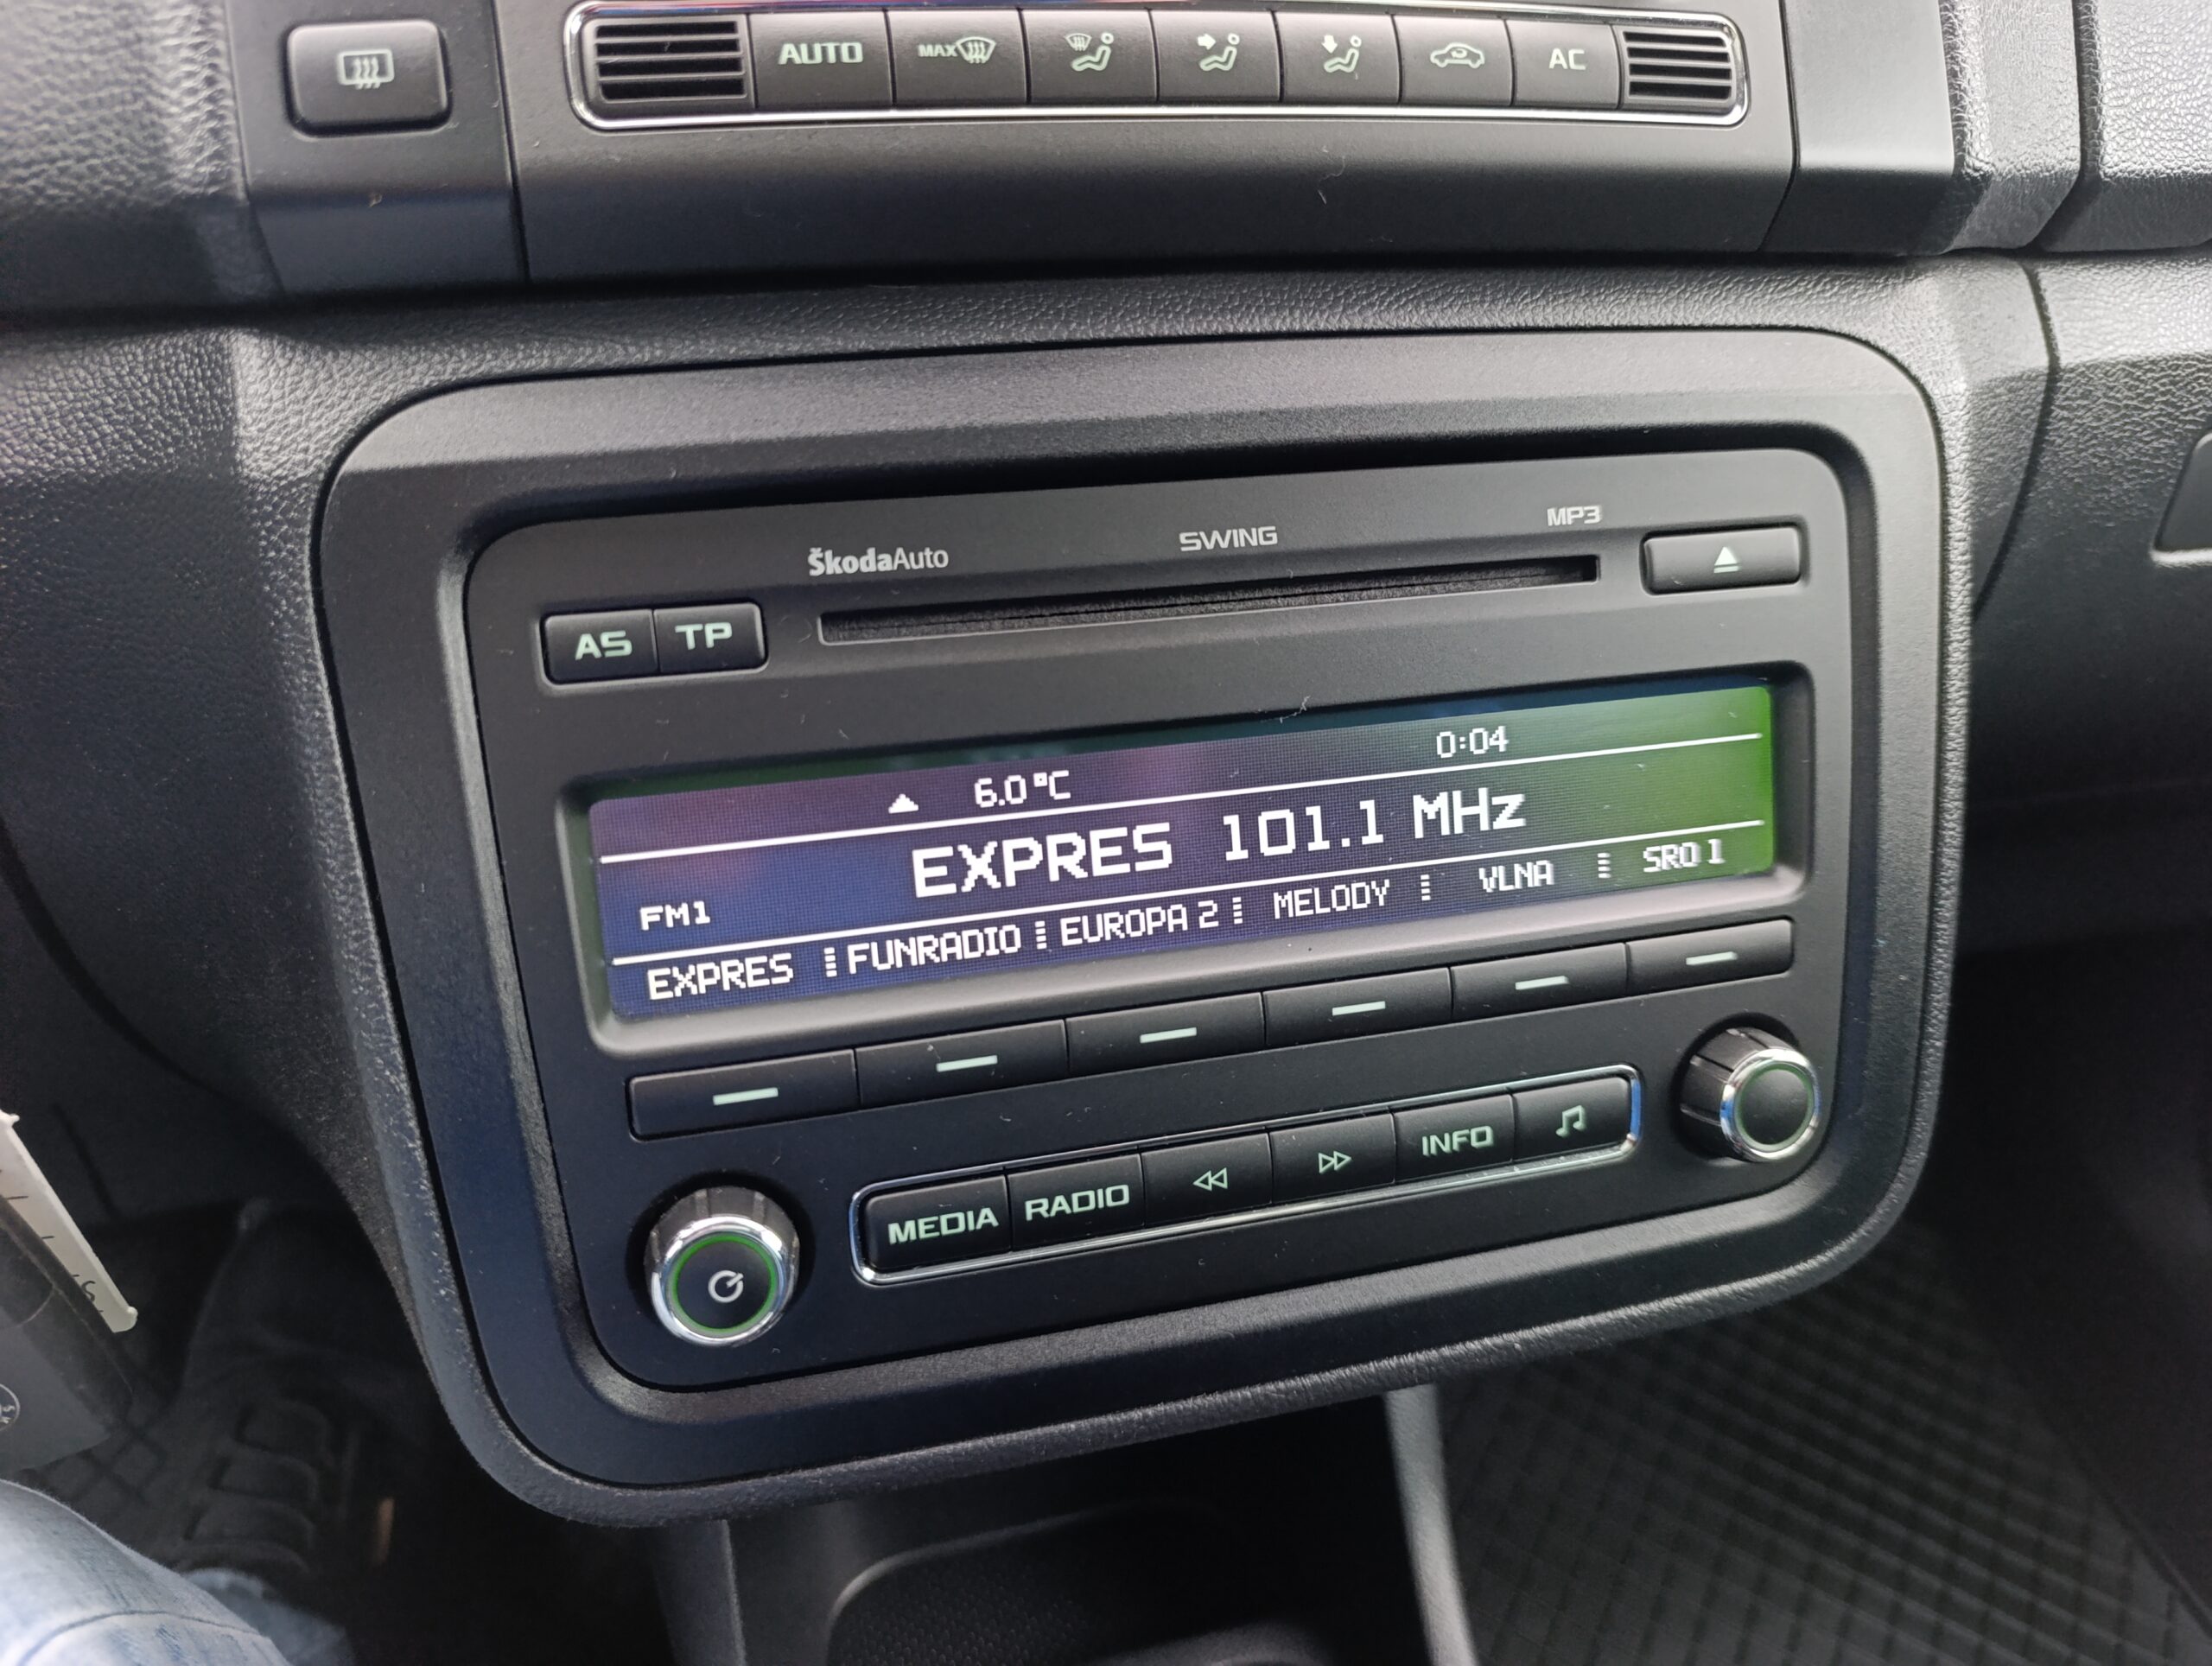 AUTO MAX AC
ŠkodaAuto SWING MP3
AS TP
6.0 °C 0:04
FM1 EXPRES 101.1 MHz
EXPRES FUNRADIO EUROPA 2 MELODY VLNA SRO 1
MEDIA RADIO INFO